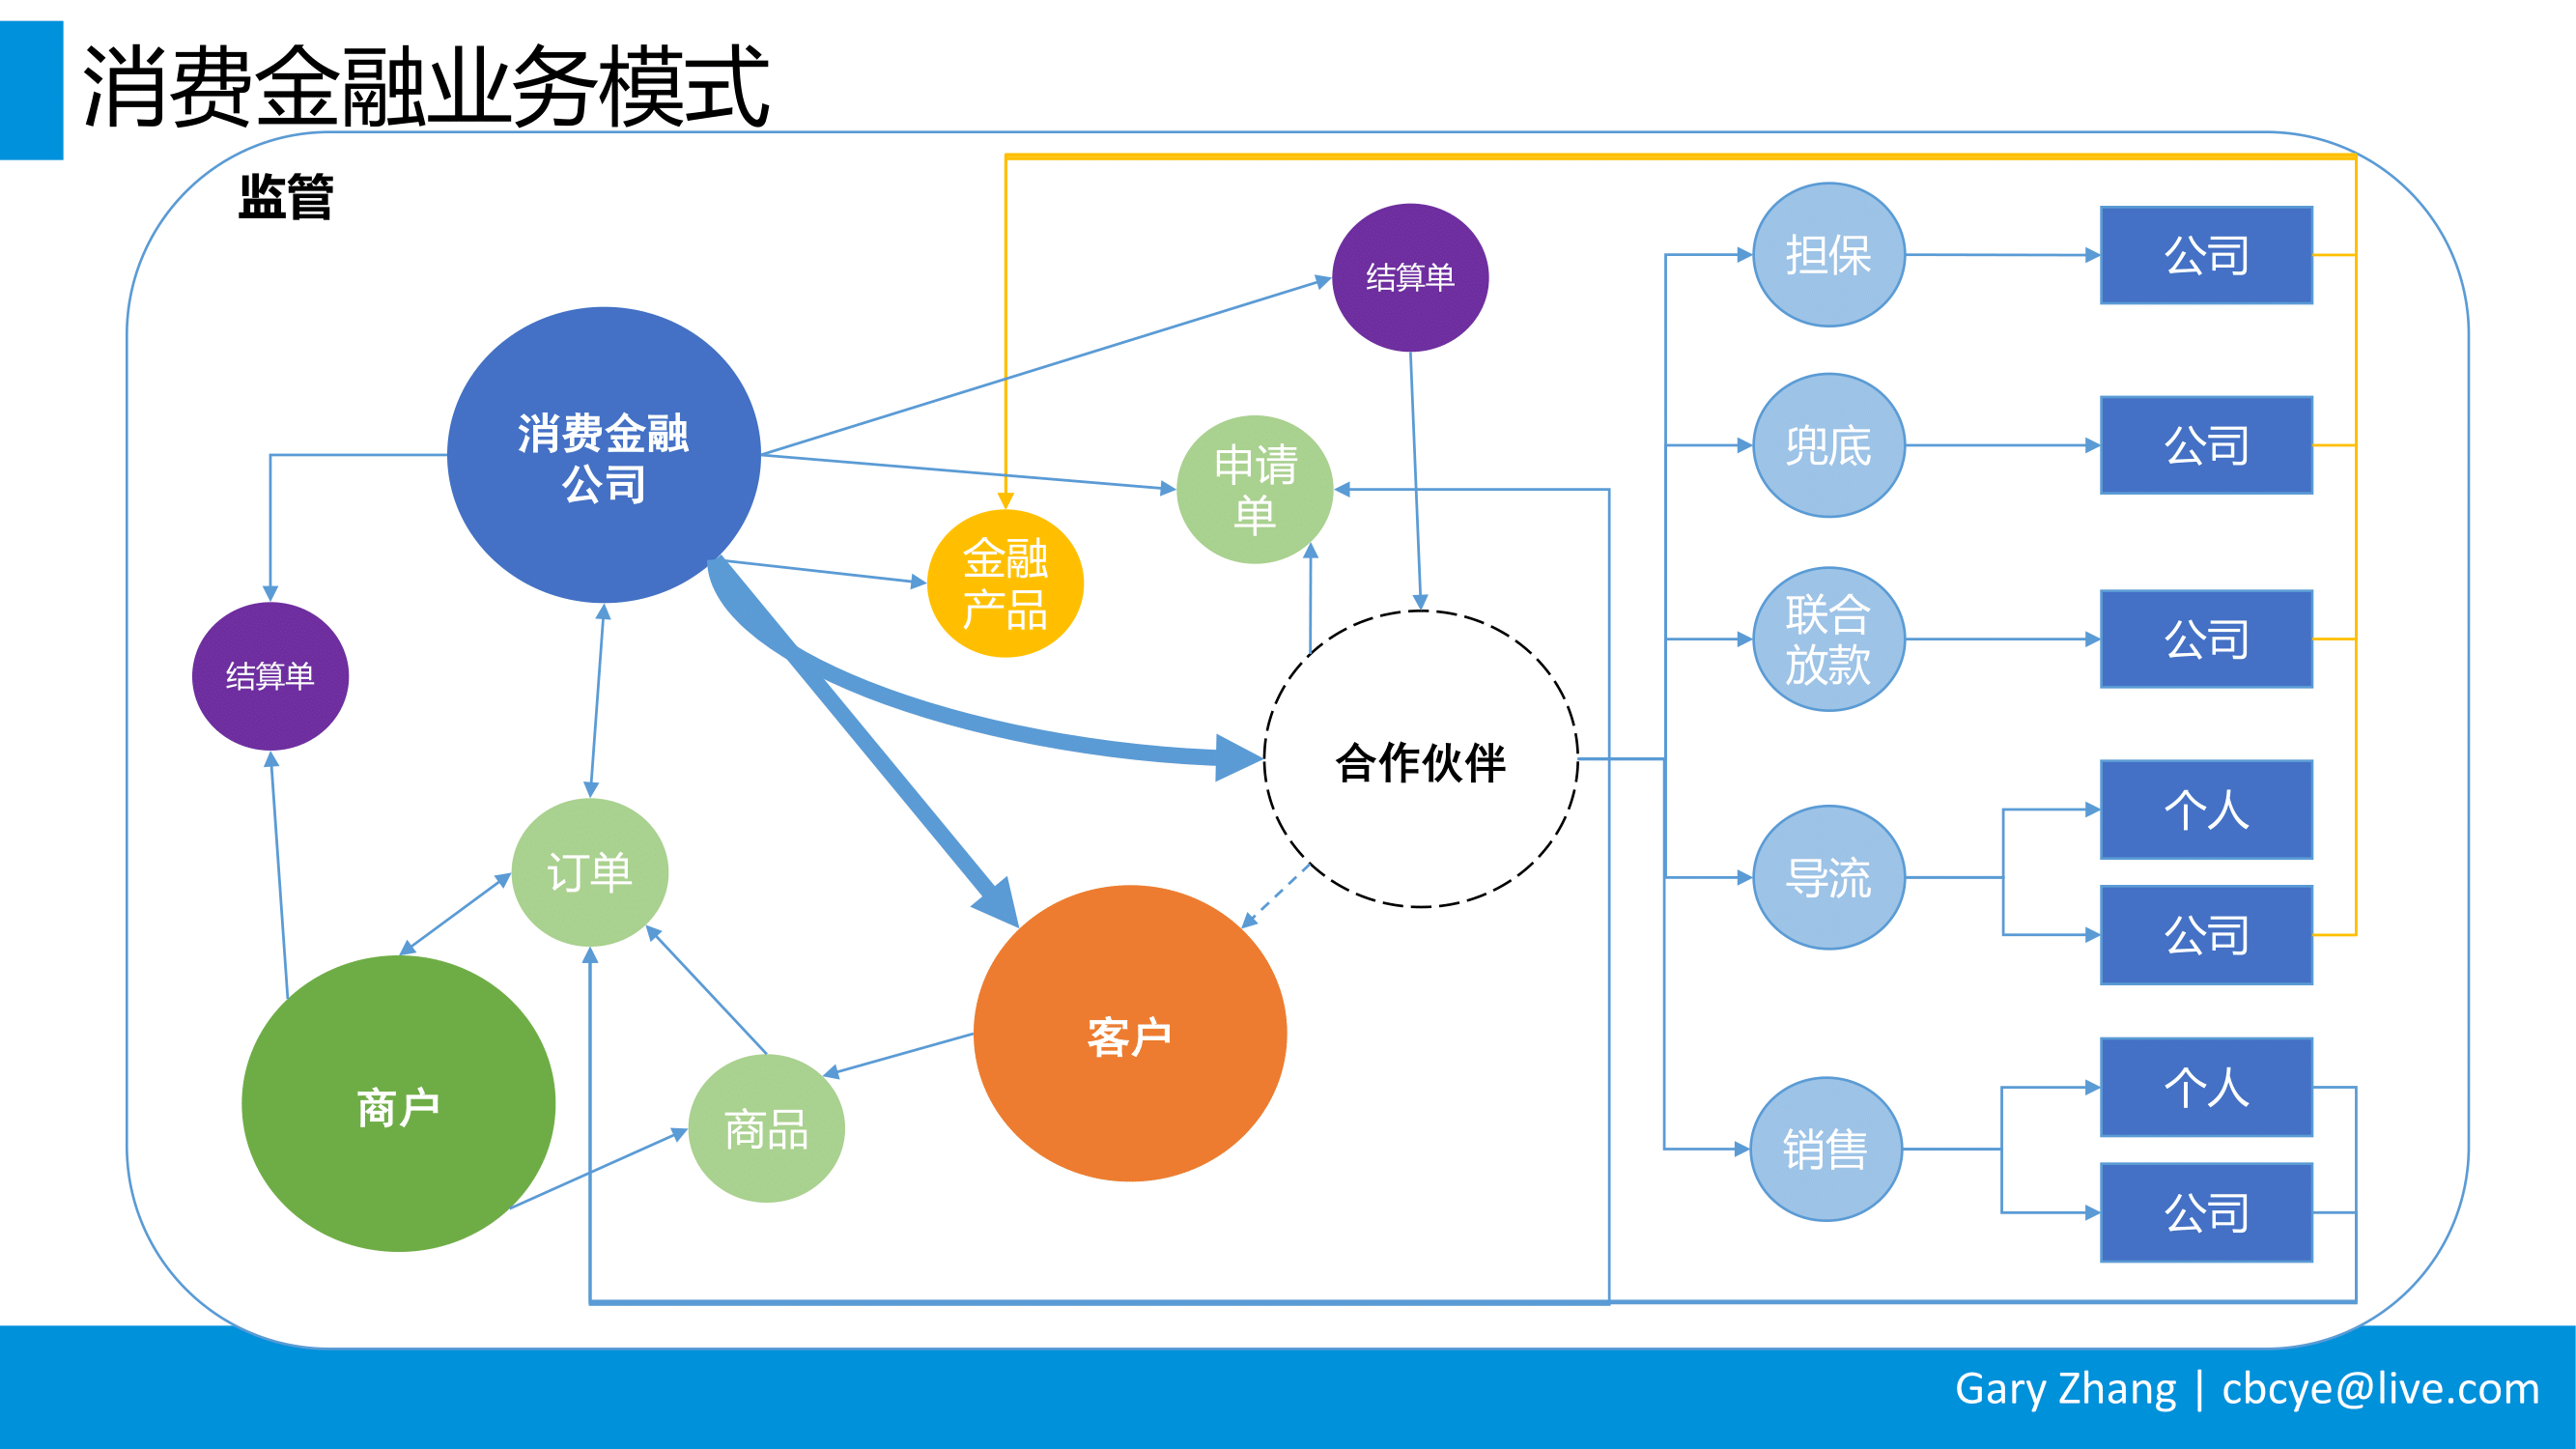 消费金融业务模式
监管
结算单
担保
公司
消费金融
公司
申请
单
兜底
公司
金融
产品
联合
放款
公司
结算单
合作伙伴
个人
订单
导流
公司
客户
商户
商品
个人
销售
公司
Gary Zhang | cbcye@live.com